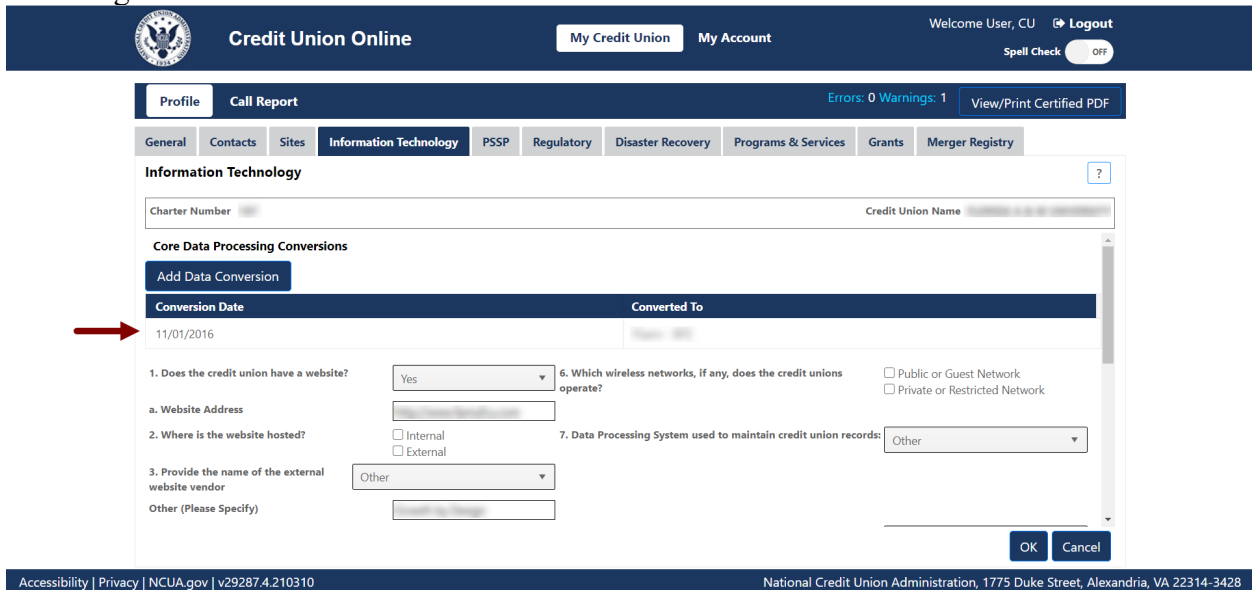 Credit Union Online
My Credit Union
My Account
Welcome User, CU
Logout
Spell Check
OFF
Profile
Call Report
Errors: 0 Warnings: 1
View/Print Certified PDF
General
Contacts
Sites
Information Technology
PSSP
Regulatory
Disaster Recovery
Programs & Services
Grants
Merger Registry
Information Technology
?
Charter Number
Credit Union Name
Core Data Processing Conversions
Add Data Conversion
Conversion Date
Converted To
11/01/2016
1. Does the credit union have a website?
Yes
a. Website Address
2. Where is the website hosted?
Internal
External
3. Provide the name of the external
website vendor
Other
Other (Please Specify)
6. Which wireless networks, if any, does the credit unions
operate?
Public or Guest Network
Private or Restricted Network
7. Data Processing System used to maintain credit union records:
Other
OK
Cancel
Accessibility | Privacy | NCUA.gov | v29287.4.210310
National Credit Union Administration, 1775 Duke Street, Alexandria, VA 22314-3428